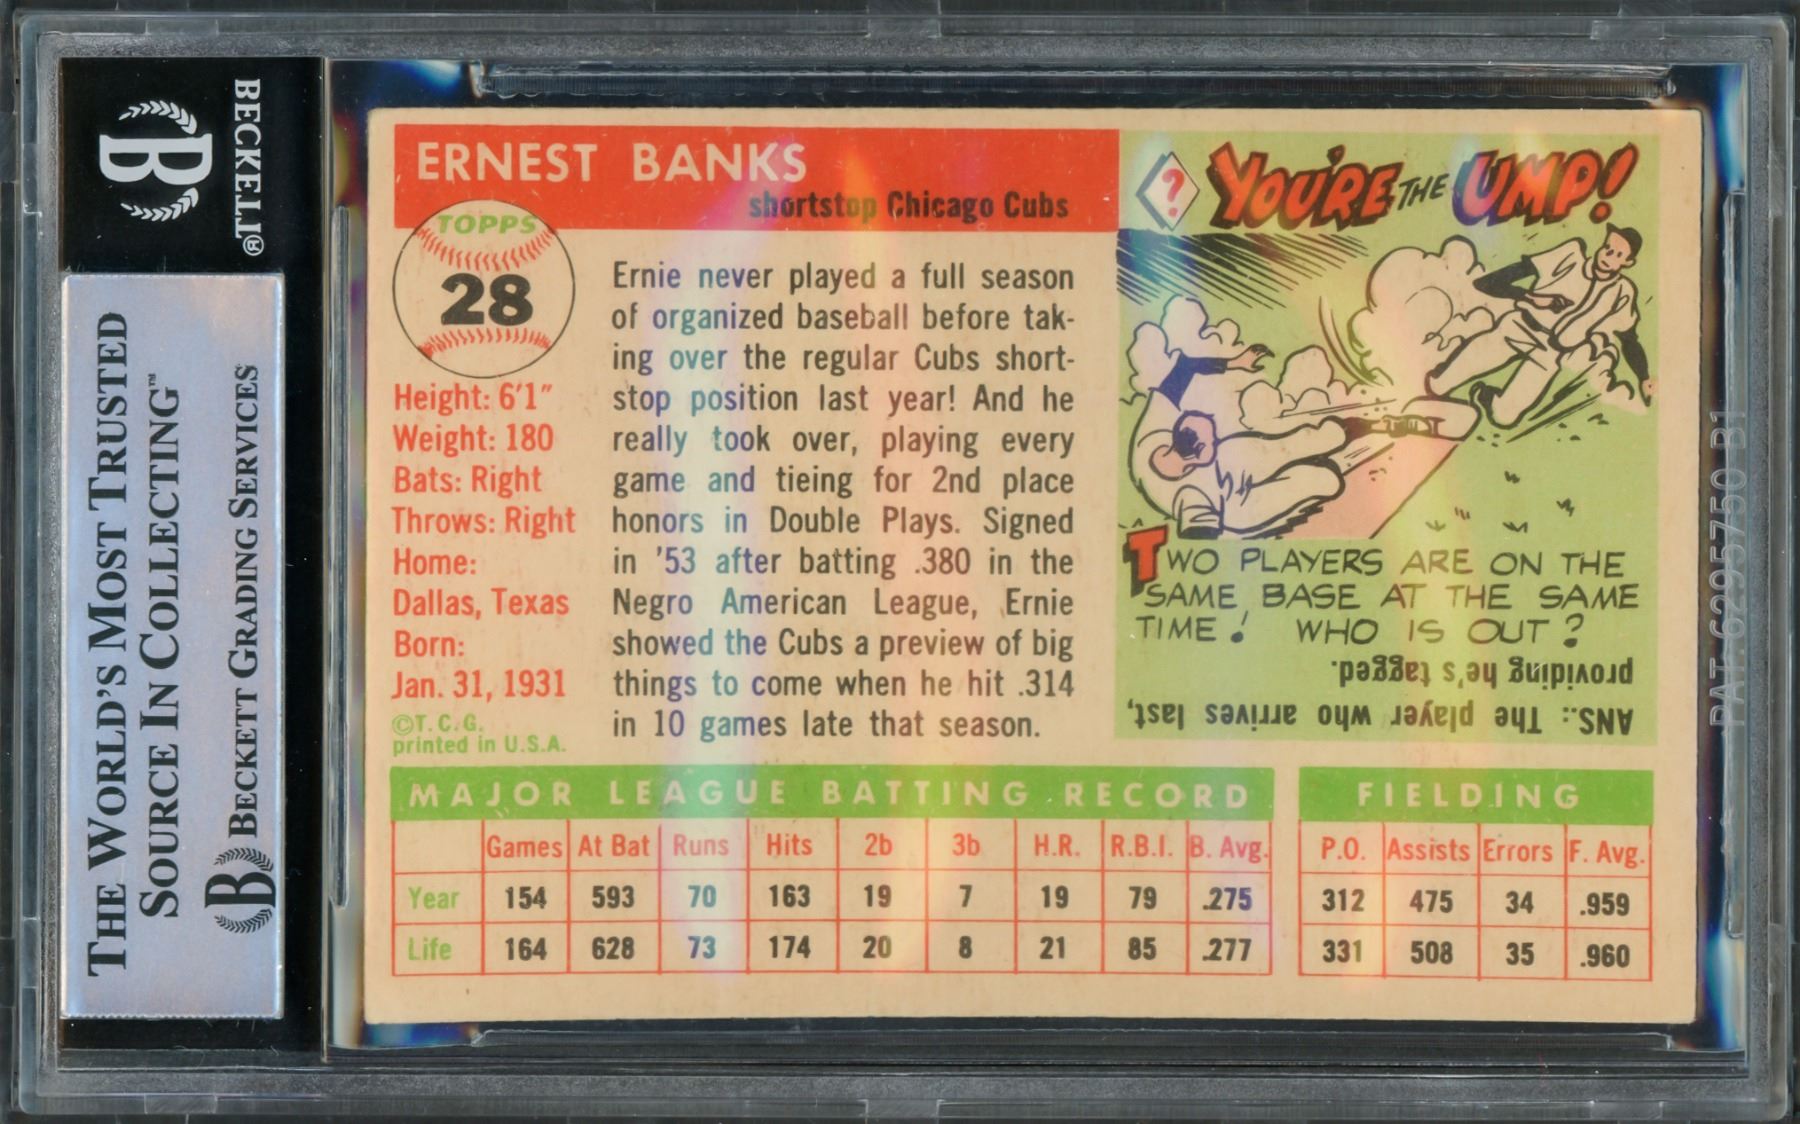 BECKETT®
B
THE WORLD'S MOST TRUSTED
SOURCE IN COLLECTING™
B BECKETT GRADING SERVICES
ERNEST BANKS
shortstop Chicago Cubs
TOPPS
28
Height: 6'1"
Weight: 180
Bats: Right
Throws: Right
Home:
Dallas, Texas
Born:
Jan. 31, 1931
©T. C. G.
printed in U.S.A.
Ernie never played a full season
of organized baseball before tak-
ing over the regular Cubs short-
stop position last year! And he
really took over, playing every
game and tieing for 2nd place
honors in Double Plays. Signed
in '53 after batting .380 in the
Negro American League, Ernie
showed the Cubs a preview of big
things to come when he hit .314
in 10 games late that season.
? YOU'RE THE UMP!
TWO PLAYERS ARE ON THE
SAME BASE AT THE SAME
TIME! WHO IS OUT?
ANS.: The player who arrives last,
providing he's tagged.
MAJOR LEAGUE BATTING RECORD
Games At Bat Runs Hits 2b 3b H.R. R.B.I. B. Avg.
Year 154 593 70 163 19 7 19 79 .275
Life 164 628 73 174 20 8 21 85 .277
FIELDING
P.O. Assists Errors F. Avg.
312 475 34 .959
331 508 35 .960
PAT. 6295750 B1